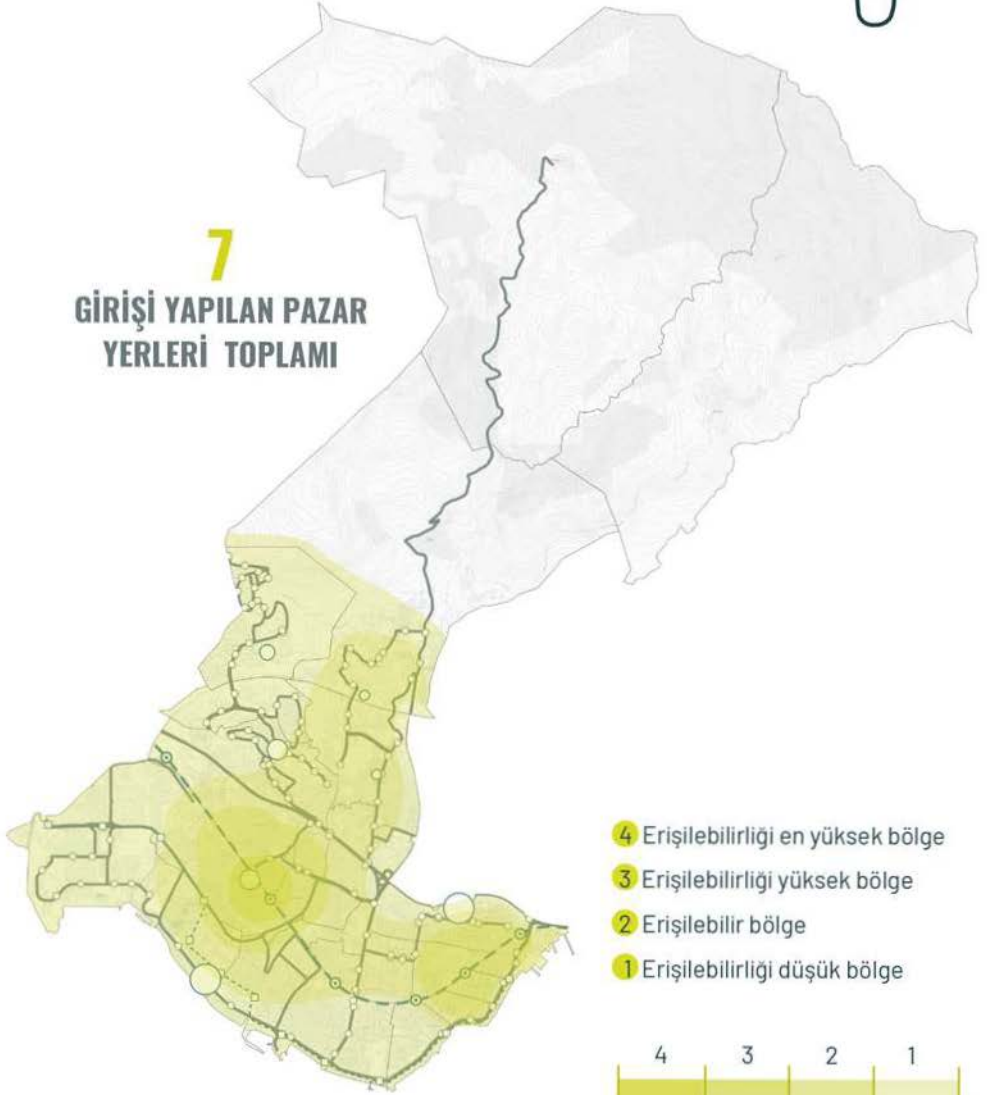 7
GİRİŞİ YAPILAN PAZAR
YERLERİ TOPLAMI
4 Erişilebilirliği en yüksek bölge
3 Erişilebilirliği yüksek bölge
2 Erişilebilir bölge
1 Erişilebilirliği düşük bölge
4 3 2 1